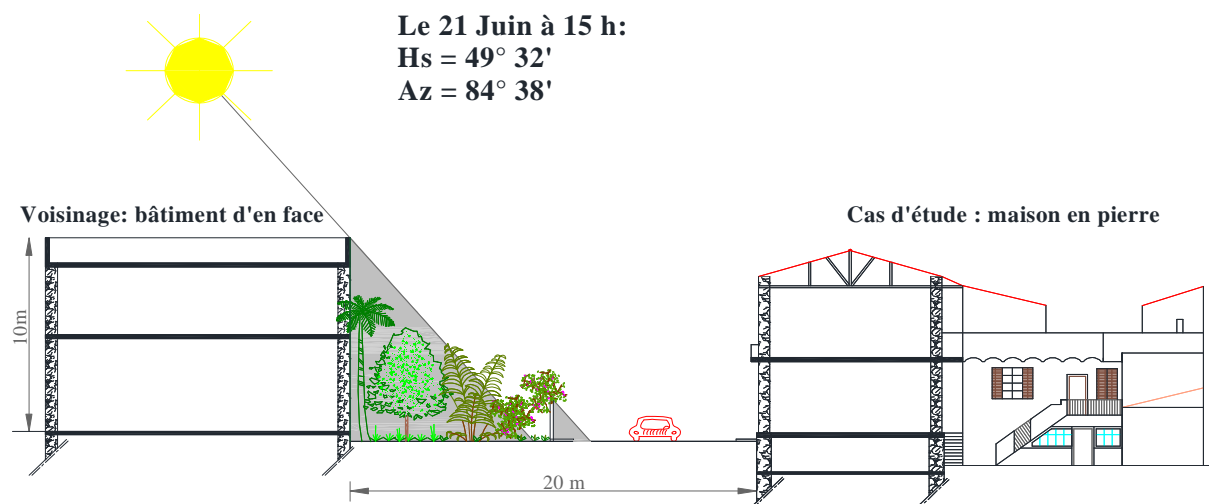 Le 21 Juin à 15 h:
Hs = 49° 32'
Az = 84° 38'
Voisinage: bâtiment d'en face
Cas d'étude : maison en pierre
10m
20 m